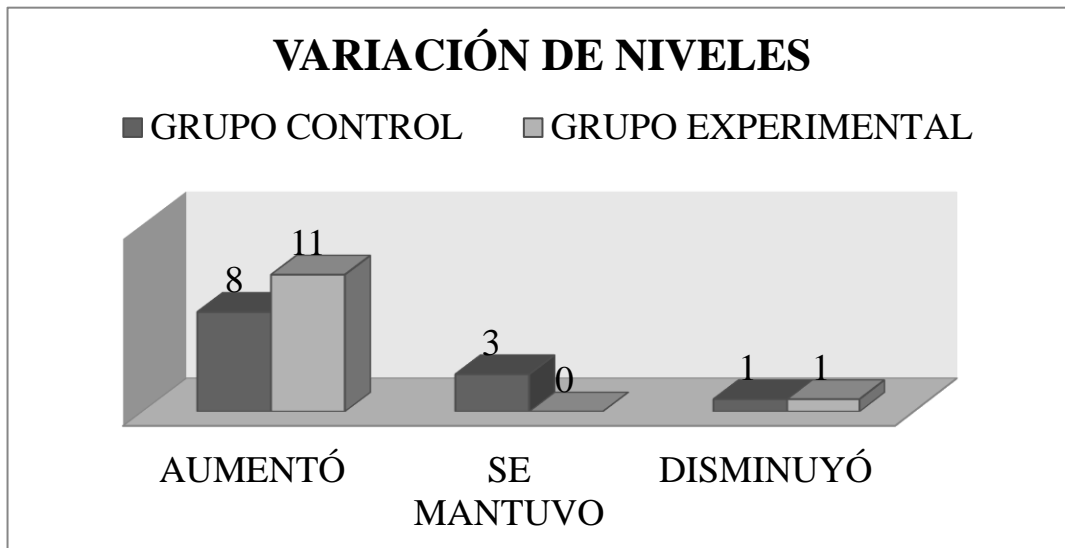 VARIACIÓN DE NIVELES
GRUPO CONTROL GRUPO EXPERIMENTAL
8 11 3 0 1 1
AUMENTÓ SE MANTUVO DISMINUYÓ